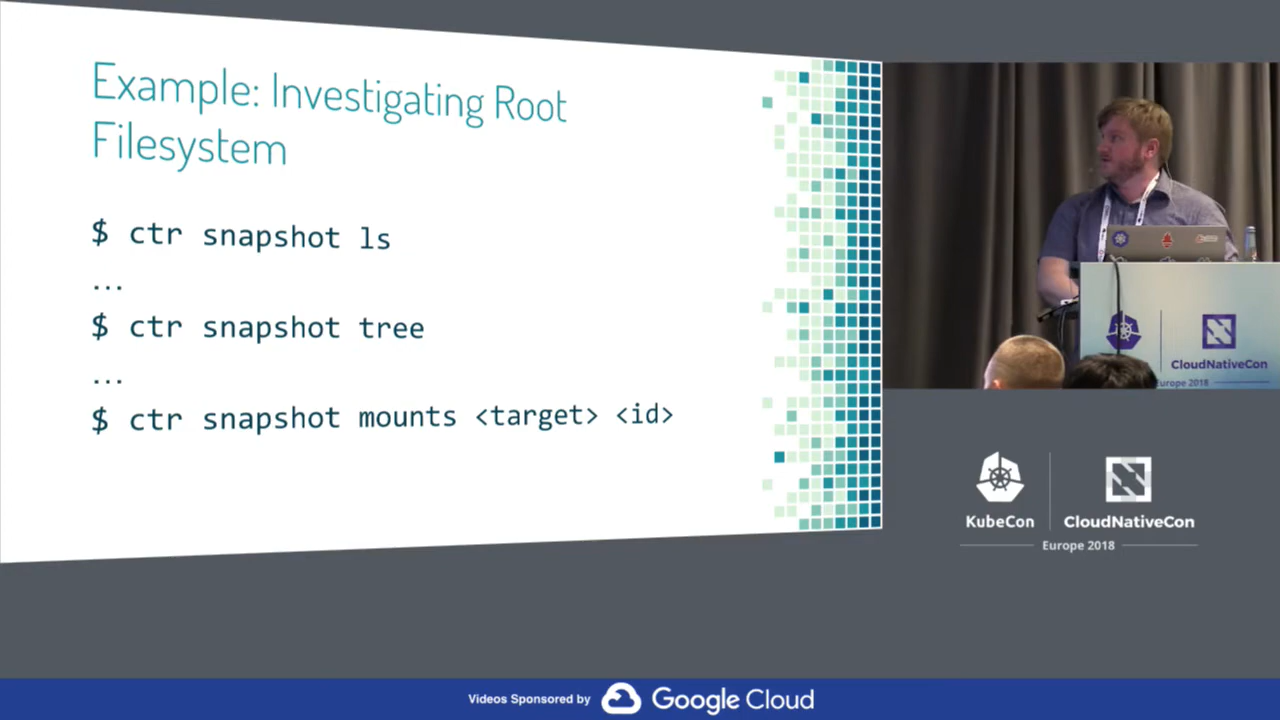 Example: Investigating Root
Filesystem
$ ctr snapshot ls
...
$ ctr snapshot tree
...
$ ctr snapshot mounts <target> <id>
CloudNativeCon
Europe 2018
KubeCon
CloudNativeCon
Europe 2018
Videos Sponsored by Google Cloud